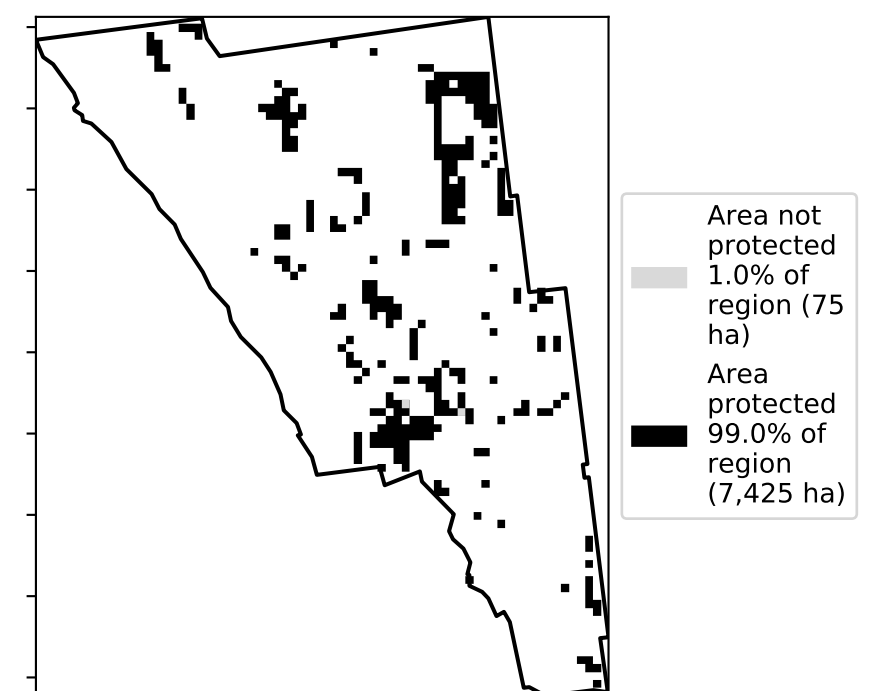 Area not
protected
1.0% of
region (75
ha)
Area
protected
99.0% of
region
(7,425 ha)